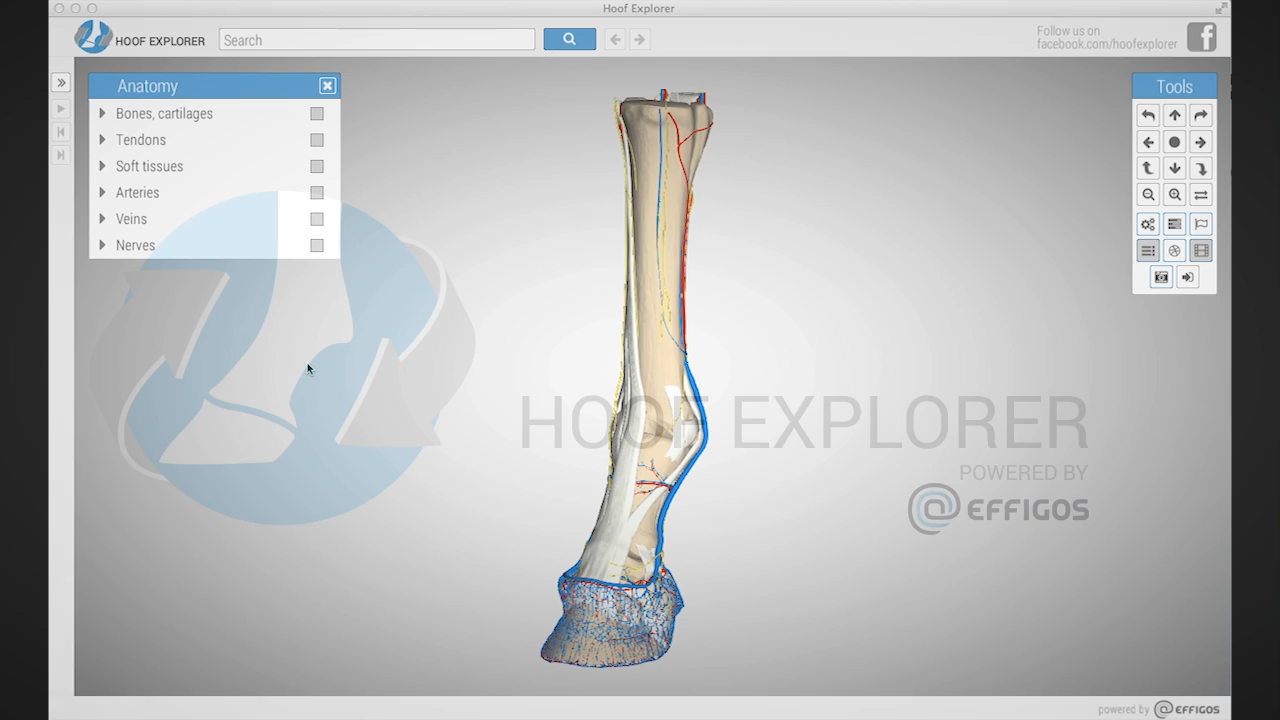 Hoof Explorer
HOOF EXPLORER
Search
Follow us on
facebook.com/hoofexplorer
Anatomy
Bones, cartilages
Tendons
Soft tissues
Arteries
Veins
Nerves
Tools
HOOF EXPLORER
POWERED BY
EFFIGOS
powered by EFFIGOS